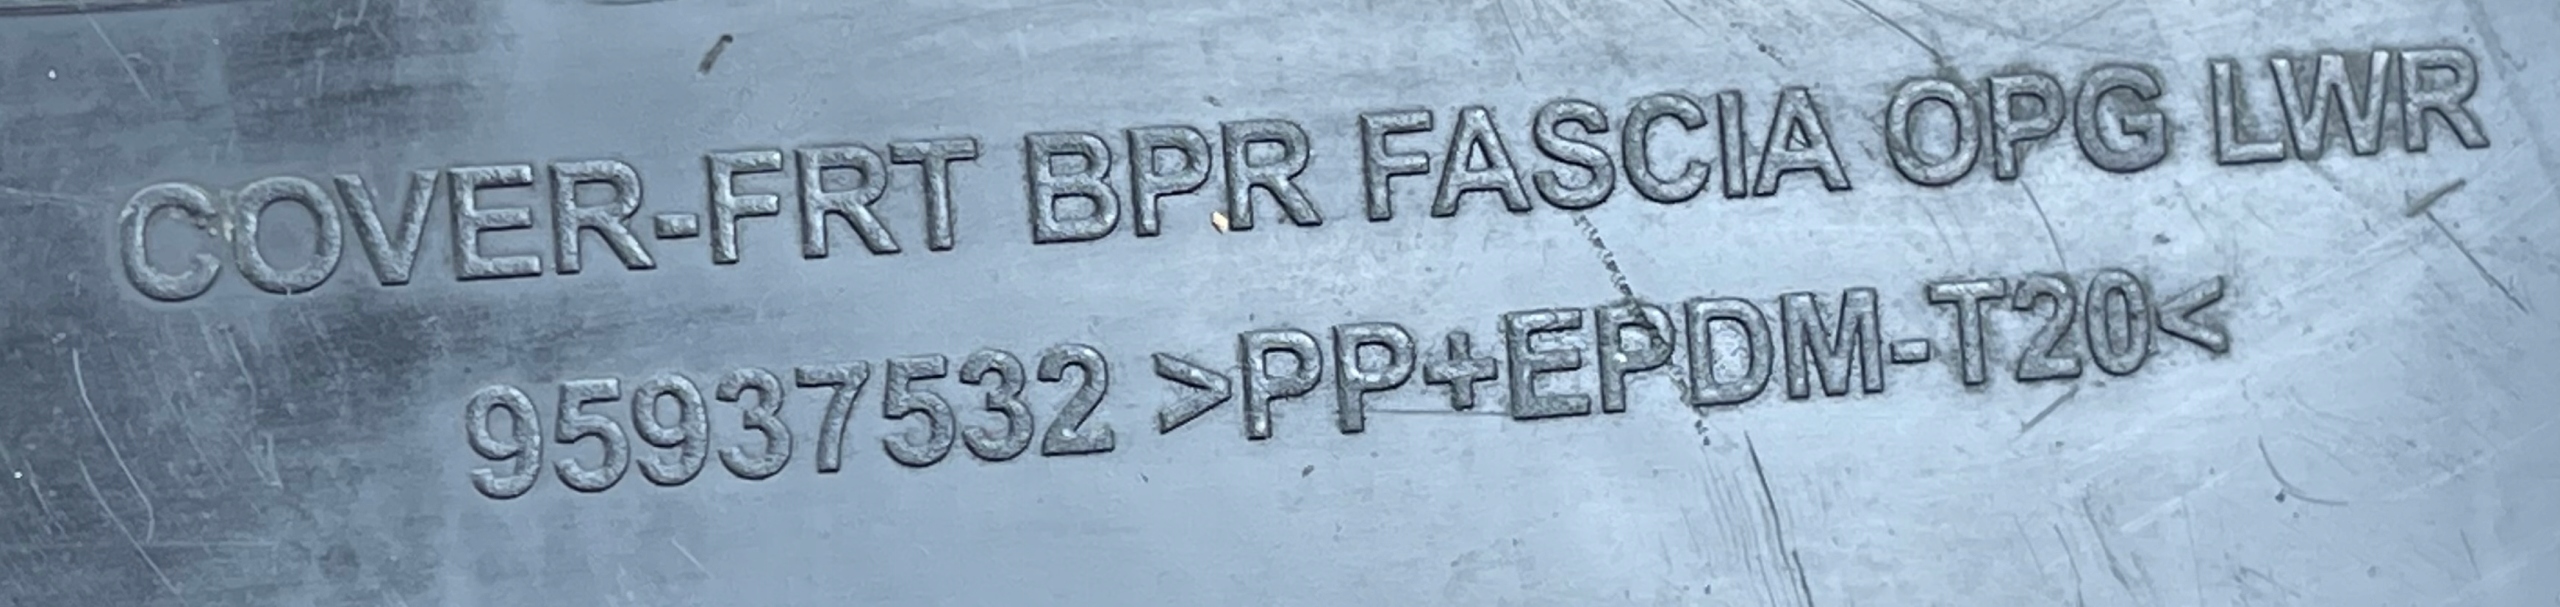 COVER-FRT BPR FASCIA OPG LWR
95937532 >PP+EPDM-T20<